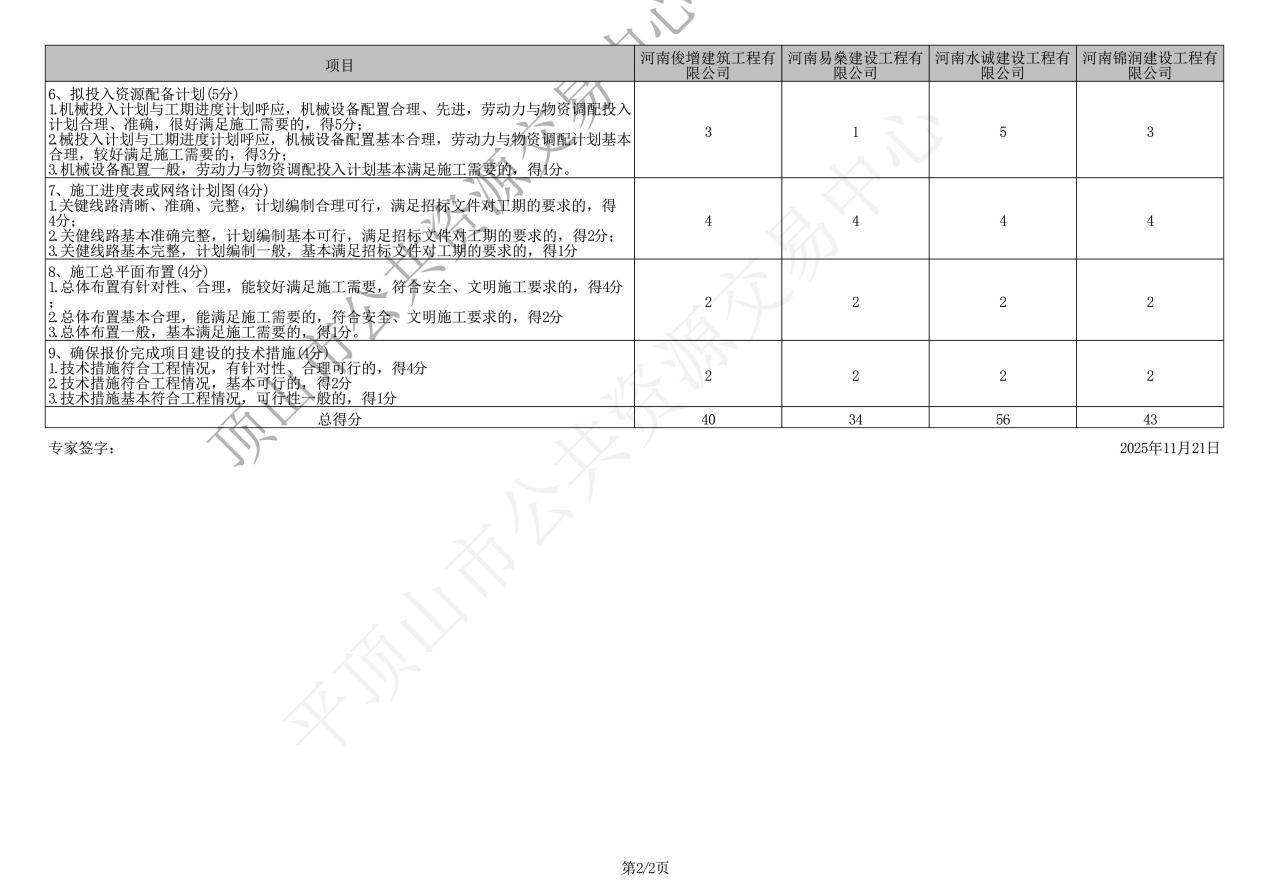 项目
河南俊增建筑工程有
限公司
河南易燊建设工程有
限公司
河南水诚建设工程有
限公司
河南锦润建设工程有
限公司
6、拟投入资源配备计划(5分)
1.机械投入计划与工期进度计划呼应，机械设备配置合理、先进，劳动力与物资调配投入
计划合理、准确，很好满足施工需要的，得5分；
2.械投入计划与工期进度计划呼应，机械设备配置基本合理，劳动力与物资调配计划基本
合理，较好满足施工需要的，得3分；
3.机械设备配置一般，劳动力与物资调配投入计划基本满足施工需要的，得1分。
3
1
5
3
7、施工进度表或网络计划图(4分)
1.关键线路清晰、准确、完整，计划编制合理可行，满足招标文件对工期的要求的，得
4分；
2.关健线路基本准确完整，计划编制基本可行，满足招标文件对工期的要求的，得2分；
3.关健线路基本完整，计划编制一般，基本满足招标文件对工期的要求的，得1分
4
4
4
4
8、施工总平面布置(4分)
1.总体布置有针对性、合理，能较好满足施工需要，符合安全、文明施工要求的，得4分
；
2.总体布置基本合理，能满足施工需要的，符合安全、文明施工要求的，得2分
3.总体布置一般，基本满足施工需要的，得1分。
2
2
2
2
9、确保报价完成项目建设的技术措施(4分)
1.技术措施符合工程情况，有针对性、合理可行的，得4分
2.技术措施符合工程情况，基本可行的，得2分
3.技术措施基本符合工程情况，可行性一般的，得1分
2
2
2
2
总得分
40
34
56
43
专家签字：
2025年11月21日
顶山市公共资源交易中心
平顶山市公共资源交易中心
第2/2页